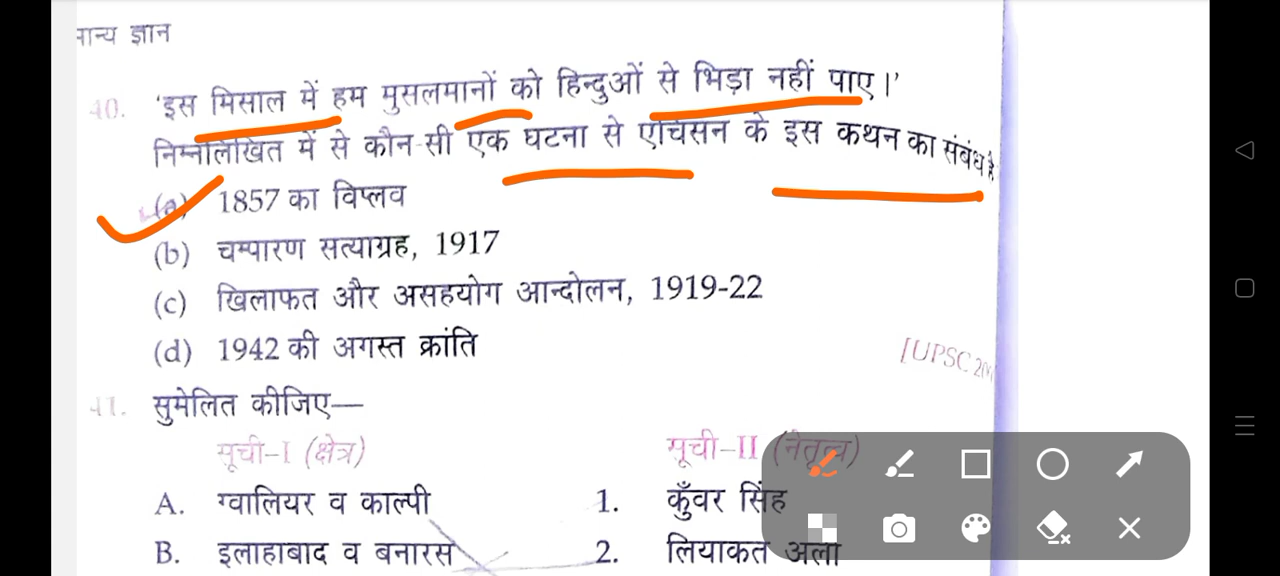 मान्य ज्ञान
40. 'इस मिसाल में हम मुसलमानों को हिन्दुओं से भिड़ा नहीं पाए।'
निम्नलिखित में से कौन-सी एक घटना से एचिसन के इस कथन का संबंध है
(a) 1857 का विप्लव
(b) चम्पारण सत्याग्रह, 1917
(c) खिलाफत और असहयोग आन्दोलन, 1919-22
(d) 1942 की अगस्त क्रांति
[UPSC
41. सुमेलित कीजिए—
सूची-I (क्षेत्र) सूची-II (नेतृत्व)
A. ग्वालियर व काल्पी 1. कुँवर सिंह
B. इलाहाबाद व बनारस 2. लियाकत अली